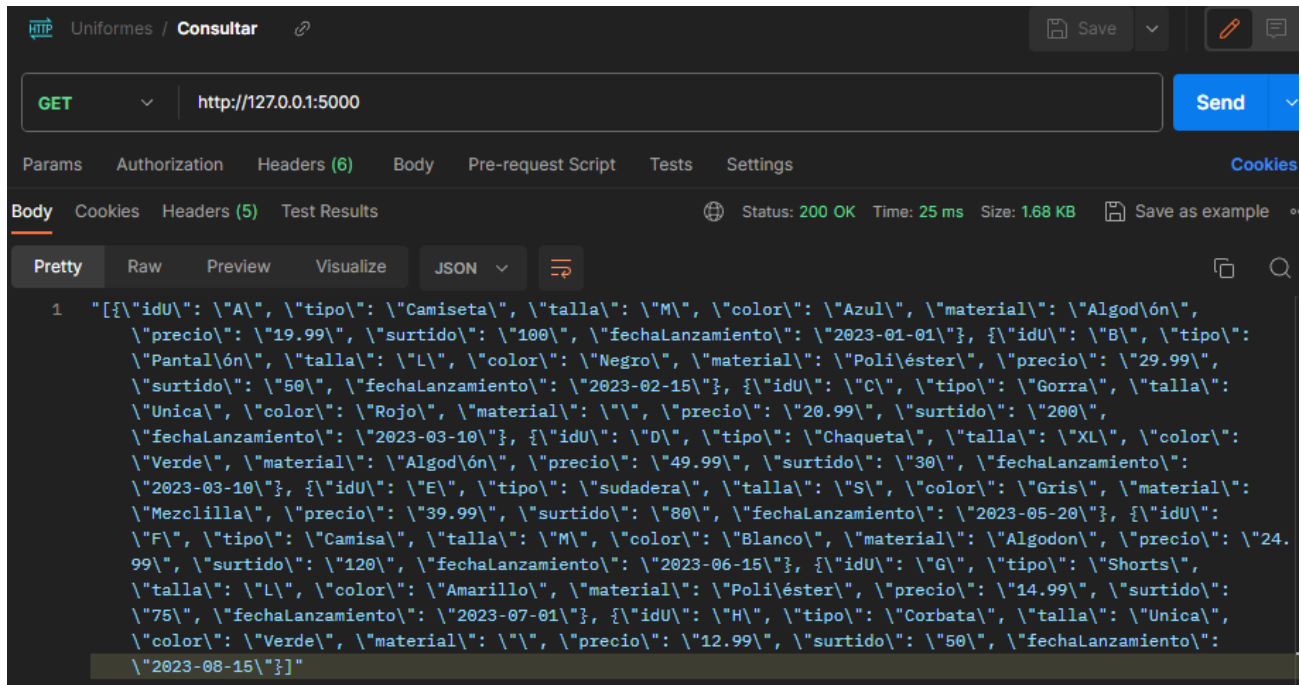 HTTP Uniformes / Consultar Save
GET http://127.0.0.1:5000 Send
Params Authorization Headers (6) Body Pre-request Script Tests Settings Cookies
Body Cookies Headers (5) Test Results Status: 200 OK Time: 25 ms Size: 1.68 KB Save as example
Pretty Raw Preview Visualize JSON
1 "[{\"idU\": \"A\", \"tipo\": \"Camiseta\", \"talla\": \"M\", \"color\": \"Azul\", \"material\": \"Algod\ón\",
\"precio\": \"19.99\", \"surtido\": \"100\", \"fechaLanzamiento\": \"2023-01-01\"}, {\"idU\": \"B\", \"tipo\":
\"Pantal\ón\", \"talla\": \"L\", \"color\": \"Negro\", \"material\": \"Poli\éster\", \"precio\": \"29.99\",
\"surtido\": \"50\", \"fechaLanzamiento\": \"2023-02-15\"}, {\"idU\": \"C\", \"tipo\": \"Gorra\", \"talla\":
\"Unica\", \"color\": \"Rojo\", \"material\": \"\", \"precio\": \"20.99\", \"surtido\": \"200\",
\"fechaLanzamiento\": \"2023-03-10\"}, {\"idU\": \"D\", \"tipo\": \"Chaqueta\", \"talla\": \"XL\", \"color\":
\"Verde\", \"material\": \"Algod\ón\", \"precio\": \"49.99\", \"surtido\": \"30\", \"fechaLanzamiento\":
\"2023-03-10\"}, {\"idU\": \"E\", \"tipo\": \"sudadera\", \"talla\": \"S\", \"color\": \"Gris\", \"material\":
\"Mezclilla\", \"precio\": \"39.99\", \"surtido\": \"80\", \"fechaLanzamiento\": \"2023-05-20\"}, {\"idU\":
\"F\", \"tipo\": \"Camisa\", \"talla\": \"M\", \"color\": \"Blanco\", \"material\": \"Algodon\", \"precio\": \"24.
99\", \"surtido\": \"120\", \"fechaLanzamiento\": \"2023-06-15\"}, {\"idU\": \"G\", \"tipo\": \"Shorts\",
\"talla\": \"L\", \"color\": \"Amarillo\", \"material\": \"Poli\éster\", \"precio\": \"14.99\", \"surtido\":
\"75\", \"fechaLanzamiento\": \"2023-07-01\"}, {\"idU\": \"H\", \"tipo\": \"Corbata\", \"talla\": \"Unica\",
\"color\": \"Verde\", \"material\": \"\", \"precio\": \"12.99\", \"surtido\": \"50\", \"fechaLanzamiento\":
\"2023-08-15\"}]"